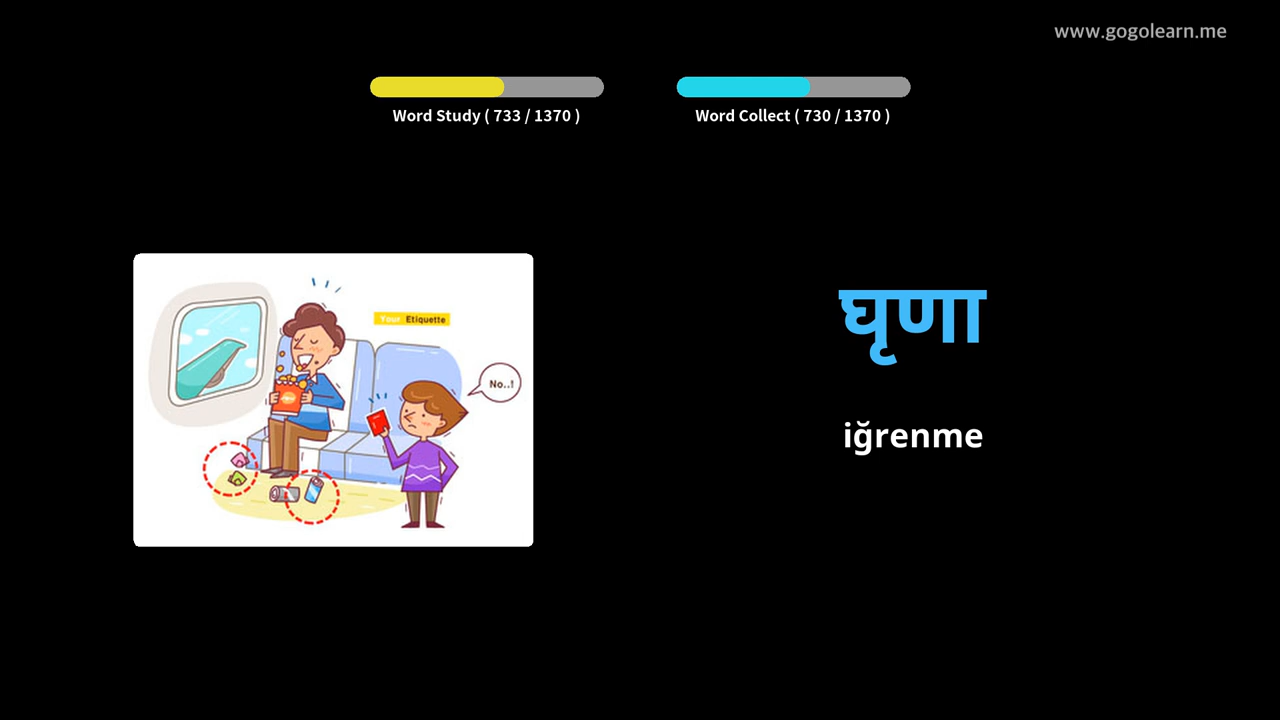 www.gogolearn.me
Word Study ( 733 / 1370 )
Word Collect ( 730 / 1370 )
Your Etiquette
No..!
घृणा
iğrenme